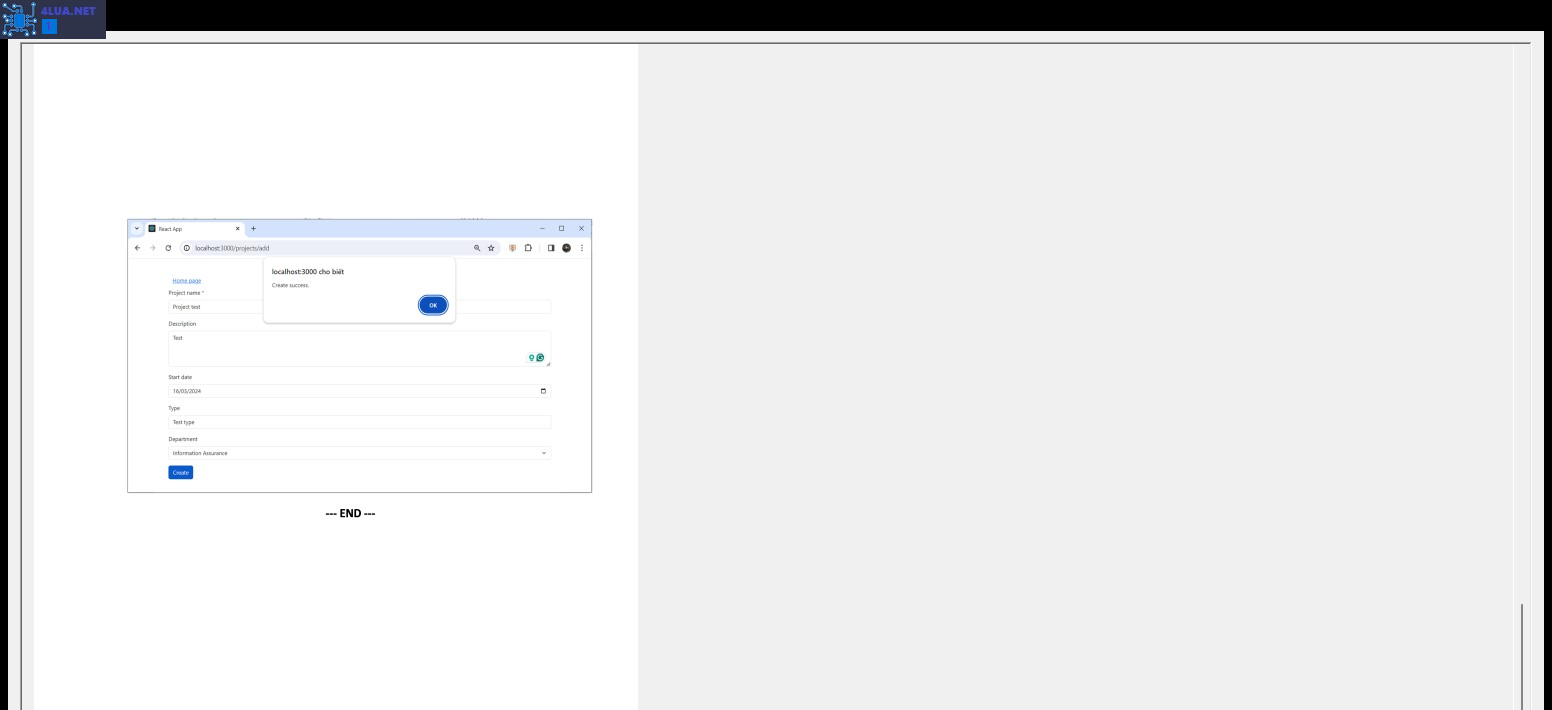 4LUA.NET
1
React App
localhost:3000/projects/add
localhost:3000 cho biết
Create success.
OK
Home page
Project name *
Project test
Description
Test
Start date
16/03/2024
Type
Test type
Department
Information Assurance
Create
--- END ---